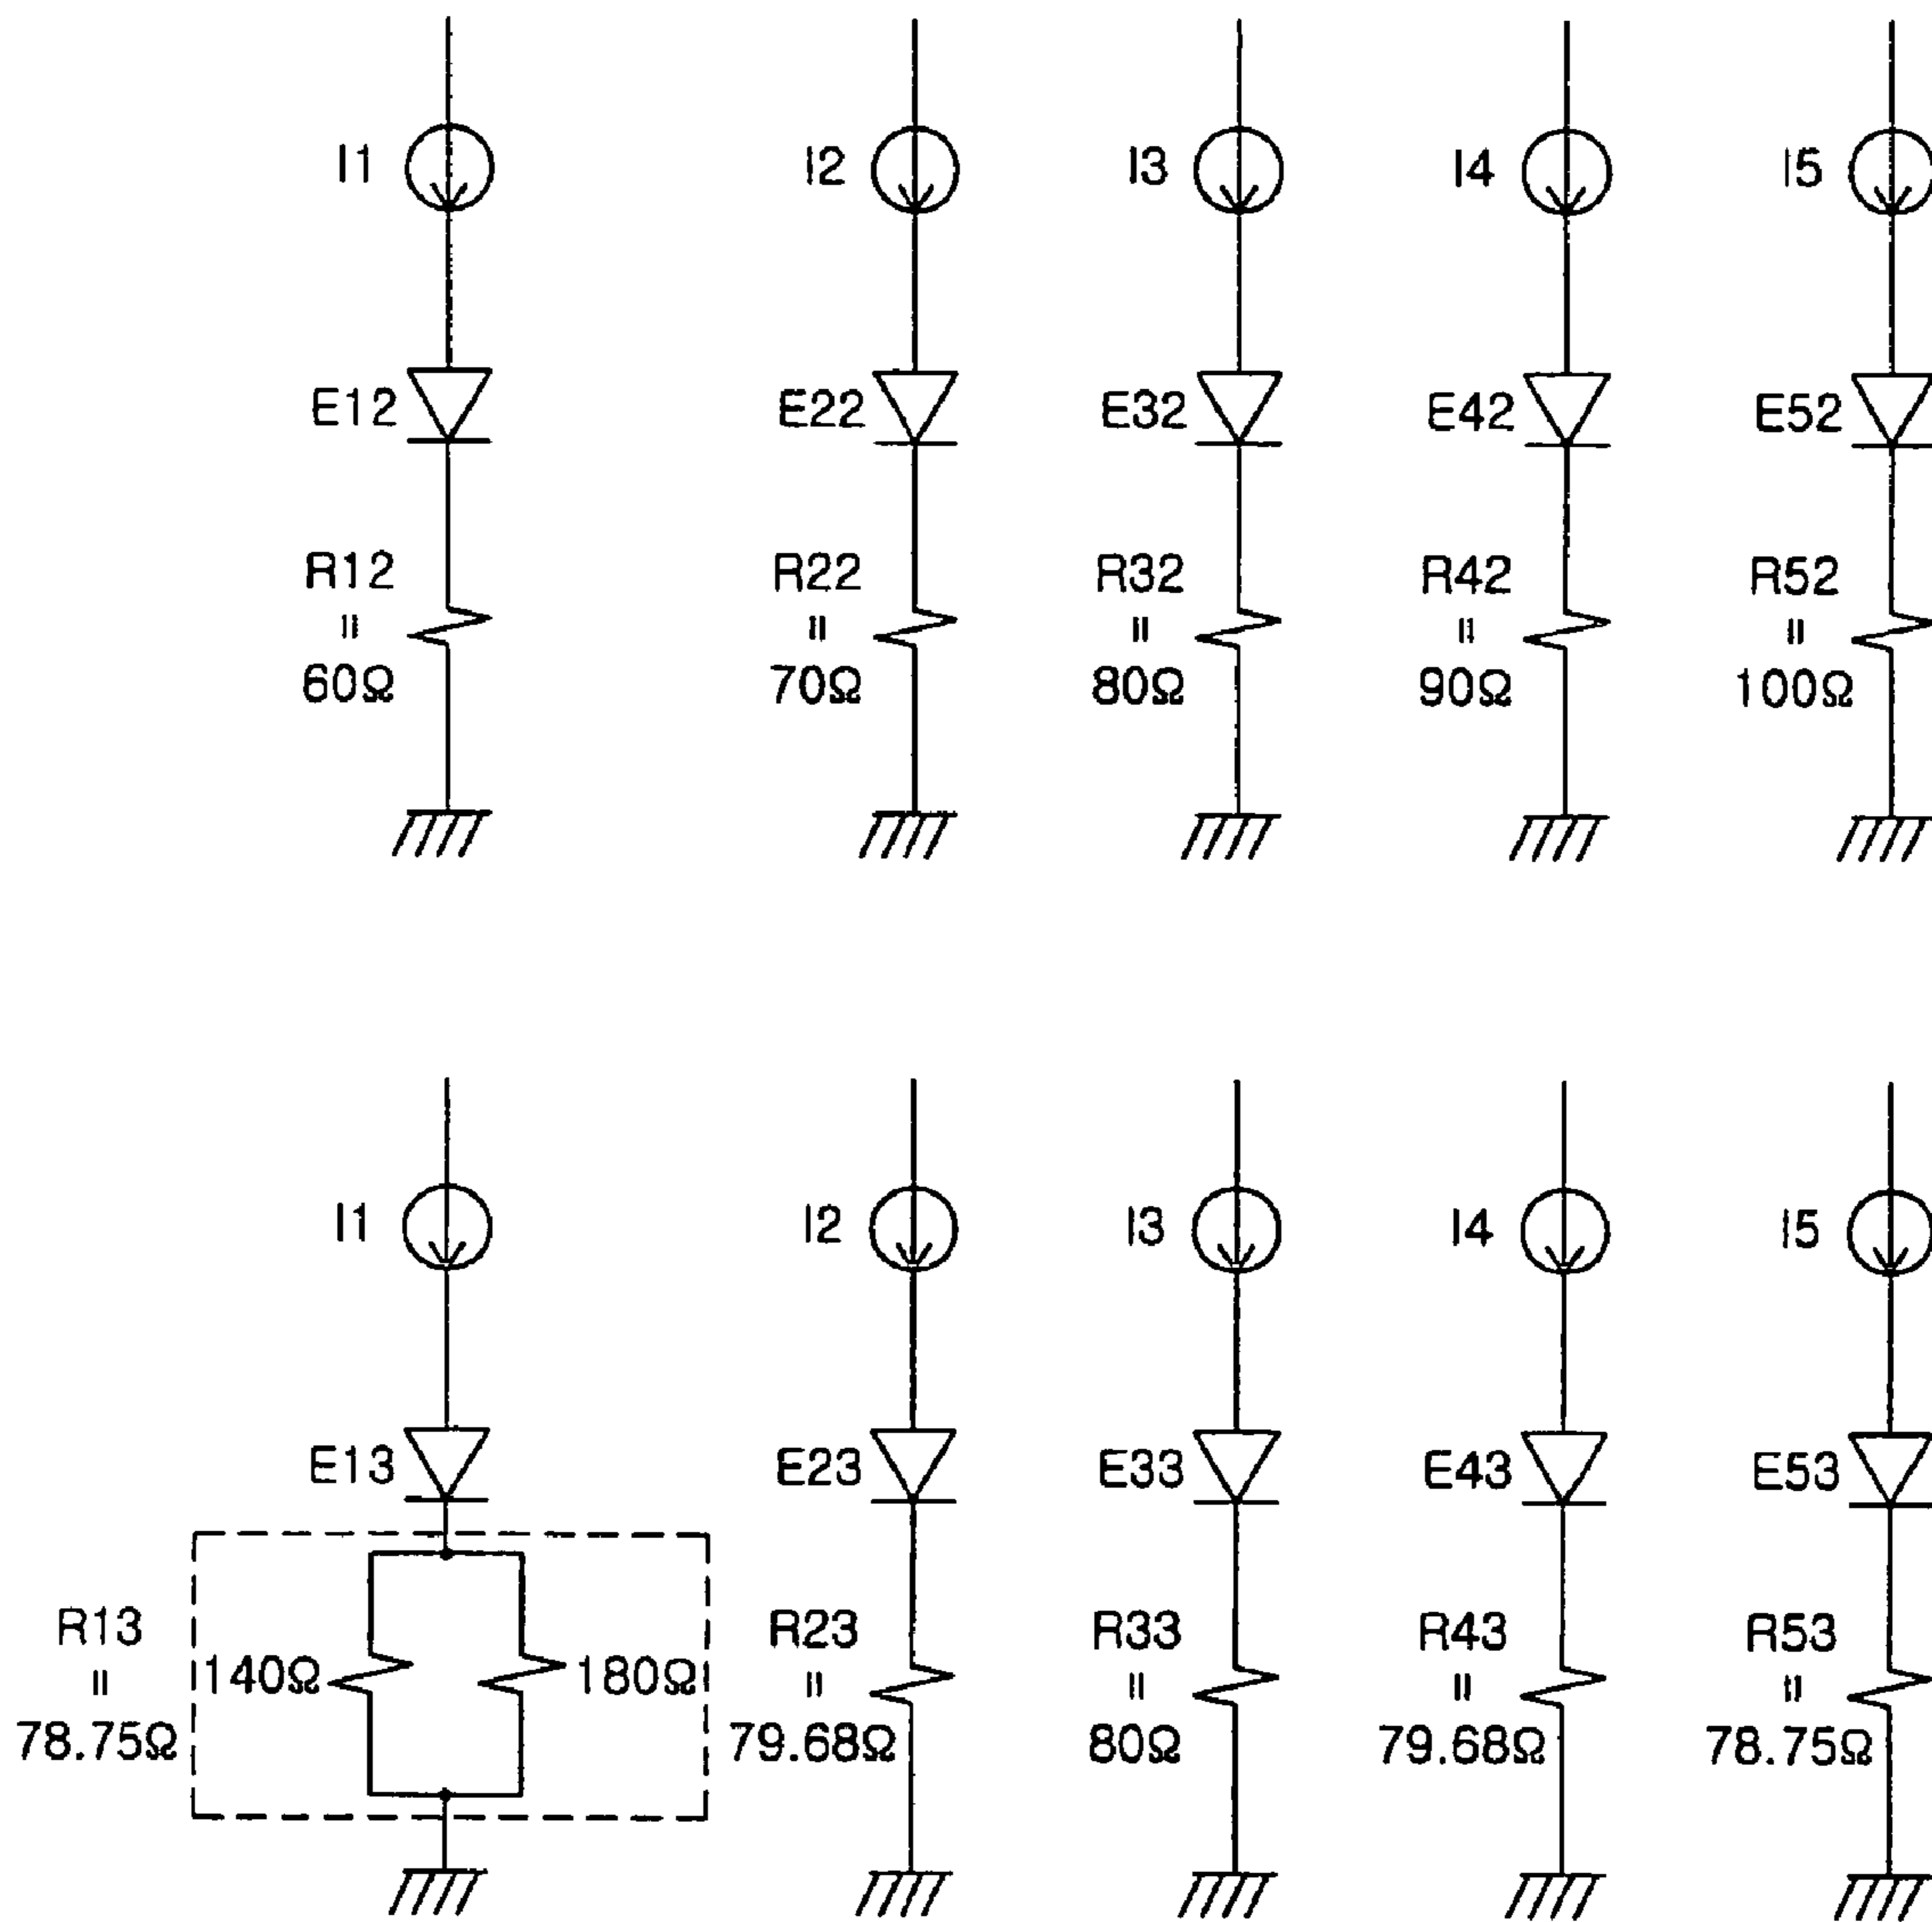 I1 I2 I3 I4 I5
E12 E22 E32 E42 E52
R12 R22 R32 R42 R52
= = = = =
60Ω 70Ω 80Ω 90Ω 100Ω
I1 I2 I3 I4 I5
E13 E23 E33 E43 E53
R13 R23 R33 R43 R53
= 140Ω 180Ω = = = =
78.75Ω 79.68Ω 80Ω 79.68Ω 78.75Ω